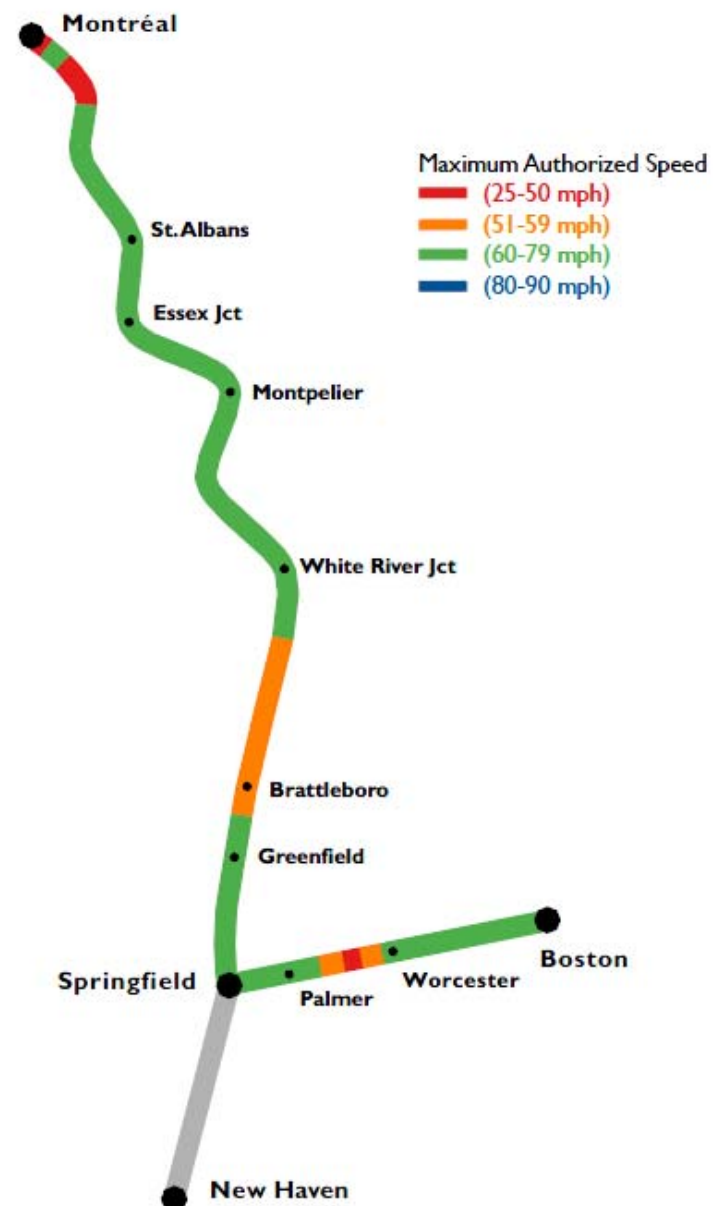 Montréal
Maximum Authorized Speed
(25-50 mph)
(51-59 mph)
(60-79 mph)
(80-90 mph)
St. Albans
Essex Jct
Montpelier
White River Jct
Brattleboro
Greenfield
Boston
Springfield
Worcester
Palmer
New Haven